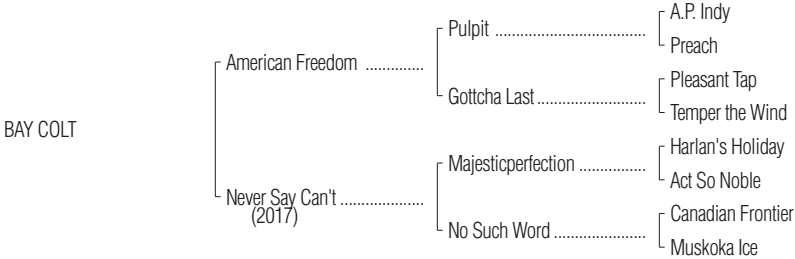 A.P. Indy
Pulpit ..................................
Preach
American Freedom .............
Pleasant Tap
Gottcha Last ........................
Temper the Wind
BAY COLT
Harlan's Holiday
Majesticperfection ...............
Act So Noble
Never Say Can't ...................
(2017)
Canadian Frontier
No Such Word .....................
Muskoka Ice